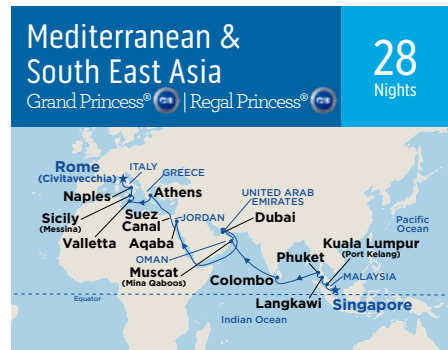 Mediterranean &
South East Asia
Grand Princess® | Regal Princess®
28
Nights
Rome
(Civitavecchia)
ITALY
GREECE
Naples
Athens
UNITED ARAB
EMIRATES
Sicily
(Messina)
Suez
Canal
JORDAN
Dubai
Pacific
Ocean
Valletta
Aqaba
OMAN
Kuala Lumpur
(Port Kelang)
Muscat
(Mina Qaboos)
Phuket
MALAYSIA
Colombo
Langkawi
Singapore
Equator
Indian Ocean